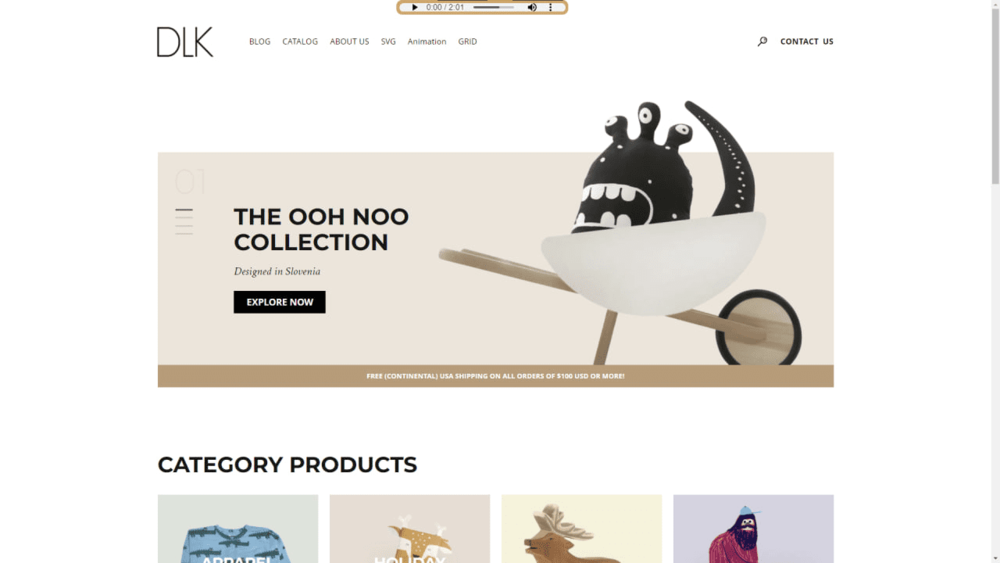 0:00 / 2:01
DLK
BLOG
CATALOG
ABOUT US
SVG
Animation
GRID
CONTACT US
01
THE OOH NOO
COLLECTION
Designed in Slovenia
EXPLORE NOW
FREE (CONTINENTAL) USA SHIPPING ON ALL ORDERS OF $100 USD OR MORE!
CATEGORY PRODUCTS
APPAREL
HOLIDAY